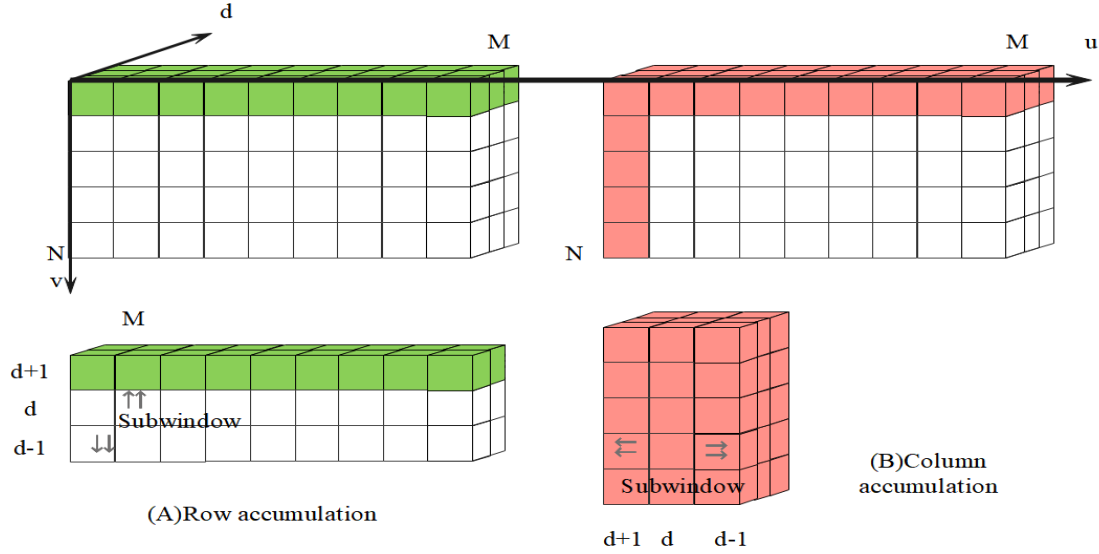 d
M
M
u
N
N
v
M
d+1
d
Subwindow
d-1
(A)Row accumulation
Subwindow
(B)Column
accumulation
d+1 d d-1